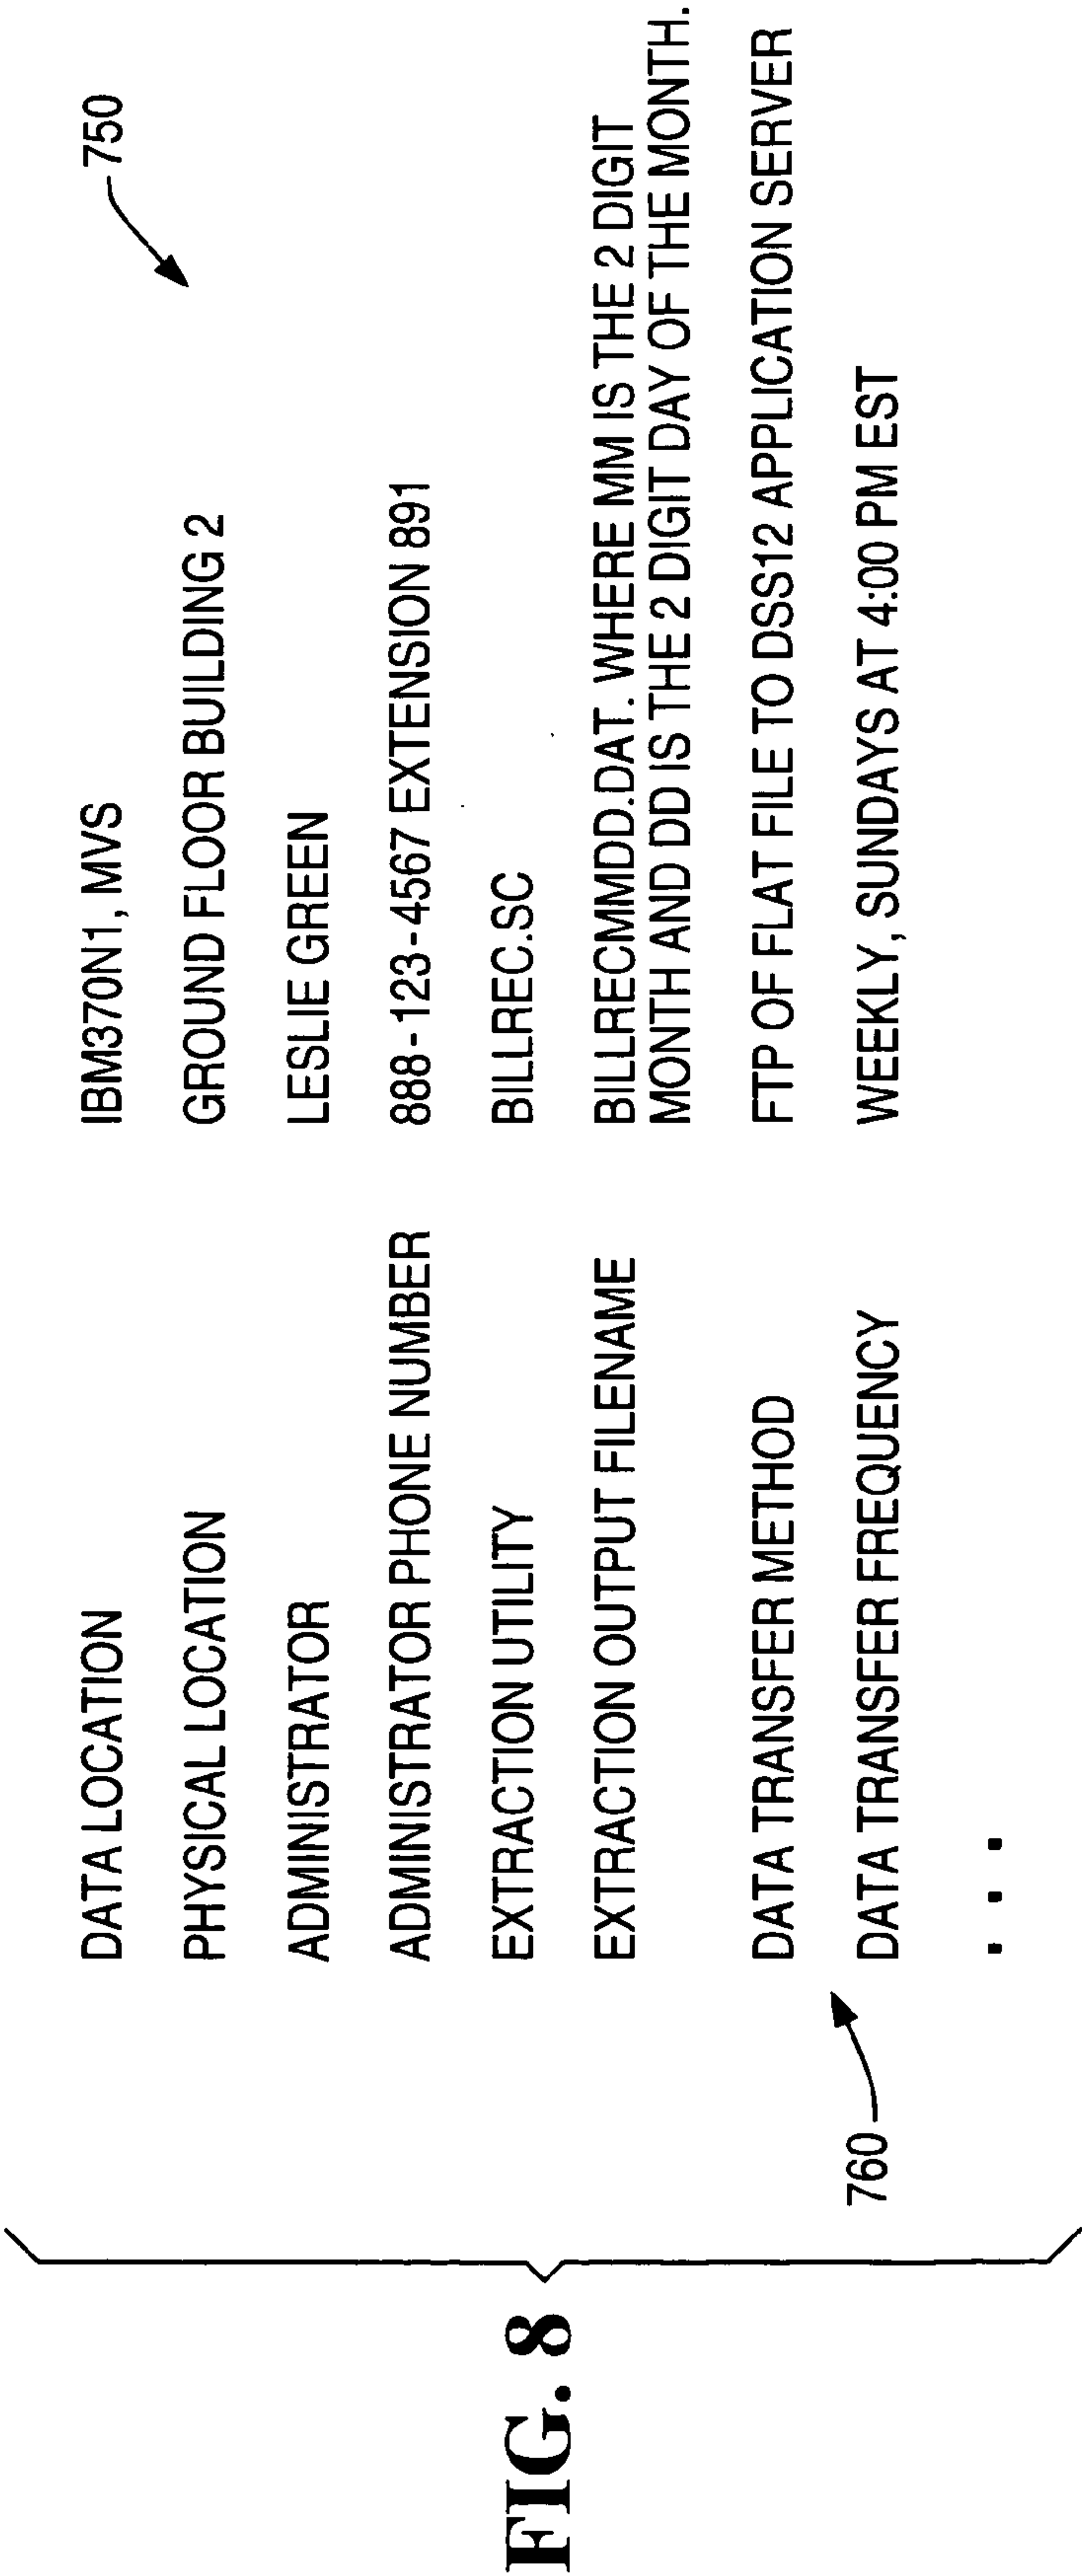 750
DATA LOCATION IBM370N1, MVS
PHYSICAL LOCATION GROUND FLOOR BUILDING 2
ADMINISTRATOR LESLIE GREEN
ADMINISTRATOR PHONE NUMBER 888-123-4567 EXTENSION 891
EXTRACTION UTILITY BILLREC.SC
EXTRACTION OUTPUT FILENAME BILLRECMMDD.DAT. WHERE MM IS THE 2 DIGIT
MONTH AND DD IS THE 2 DIGIT DAY OF THE MONTH.
DATA TRANSFER METHOD FTP OF FLAT FILE TO DSS12 APPLICATION SERVER
DATA TRANSFER FREQUENCY WEEKLY, SUNDAYS AT 4:00 PM EST
. . .
760
FIG. 8